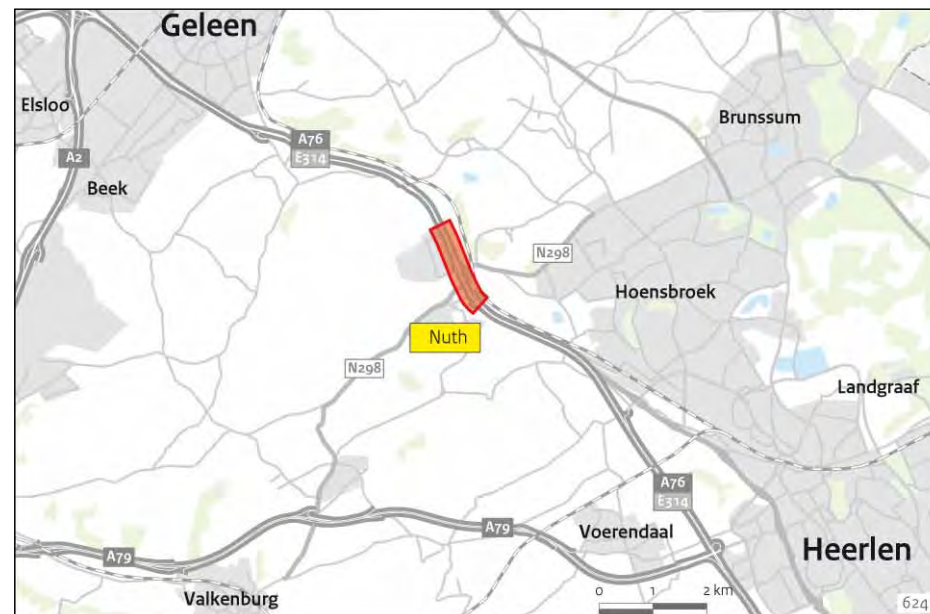 Geleen
Elsloo
Brunssum
A76
E314
A2
Beek
N298
Hoensbroek
Nuth
N298
Landgraaf
A76
E314
A79
Voerendaal
Heerlen
A79
Valkenburg
0 1 2 km
624